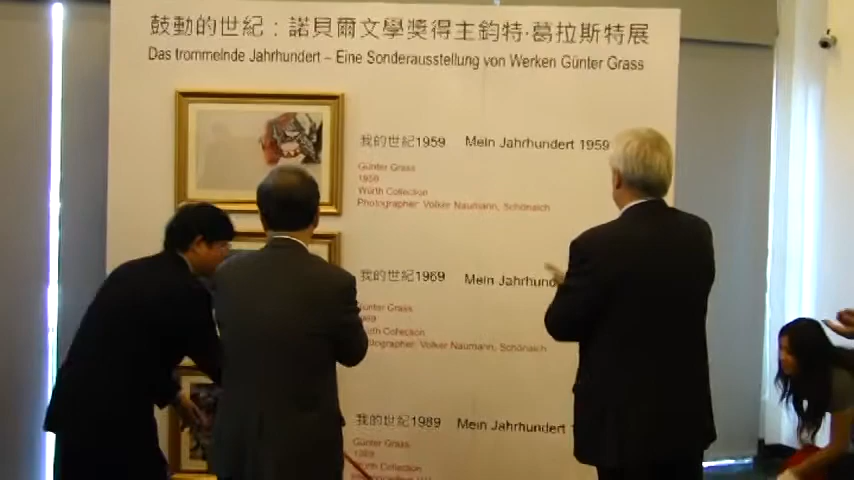 鼓動的世紀：諾貝爾文學獎得主鈞特·葛拉斯特展
Das trommelnde Jahrhundert – Eine Sonderausstellung von Werken Günter Grass
我的世紀1959 Mein Jahrhundert 1959
Günter Grass
1959
Würth Collection
Photographer: Volker Naumann, Schönaich
我的世紀1969 Mein Jahrhund
Günter Grass
Würth Collection
Photographer: Volker Naumann, Schönaich
我的世紀1989 Mein Jahrhundert
Günter Grass
1989
Würth Collection